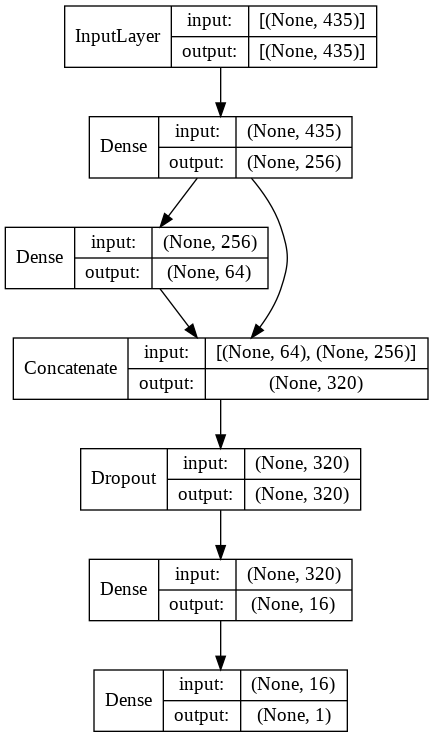 InputLayer
input: [(None, 435)]
output: [(None, 435)]
Dense
input: (None, 435)
output: (None, 256)
Dense
input: (None, 256)
output: (None, 64)
Concatenate
input: [(None, 64), (None, 256)]
output: (None, 320)
Dropout
input: (None, 320)
output: (None, 320)
Dense
input: (None, 320)
output: (None, 16)
Dense
input: (None, 16)
output: (None, 1)